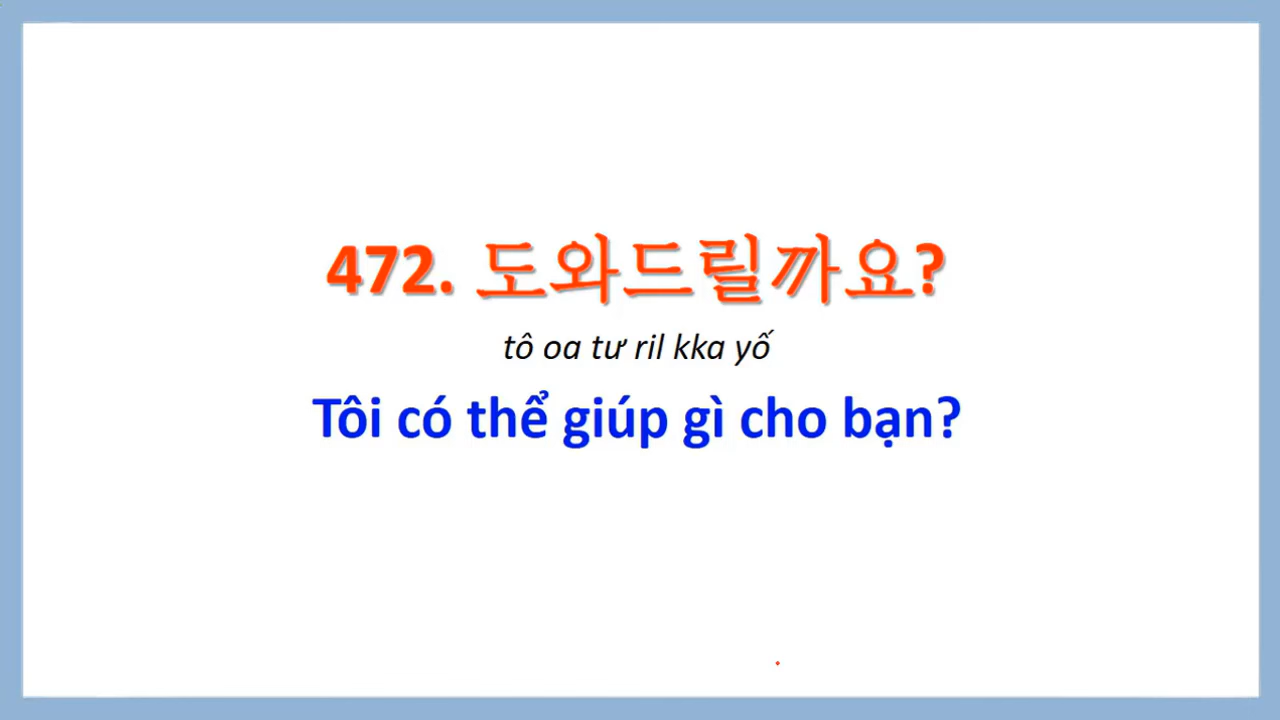 472. 도와드릴까요?
tô oa tư ril kka yố
Tôi có thể giúp gì cho bạn?